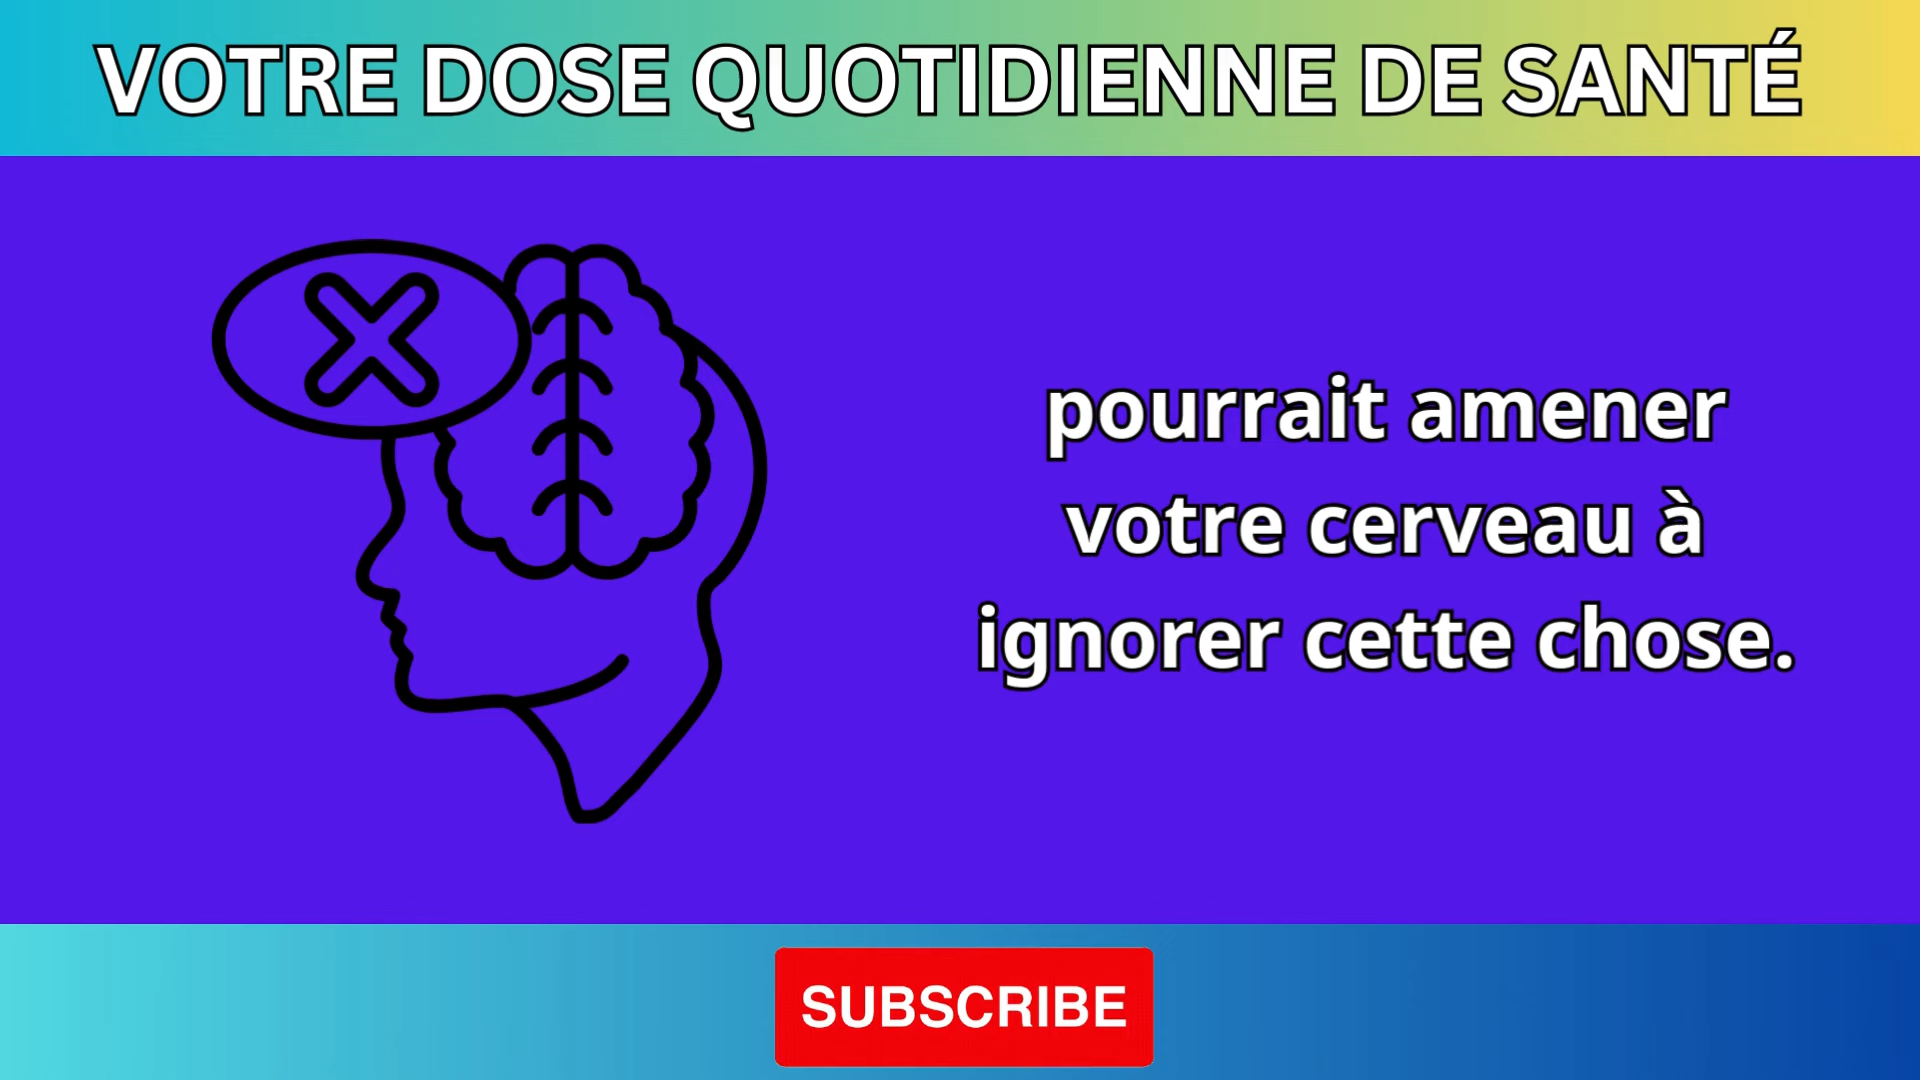 VOTRE DOSE QUOTIDIENNE DE SANTÉ
pourrait amener
votre cerveau à
ignorer cette chose.
SUBSCRIBE